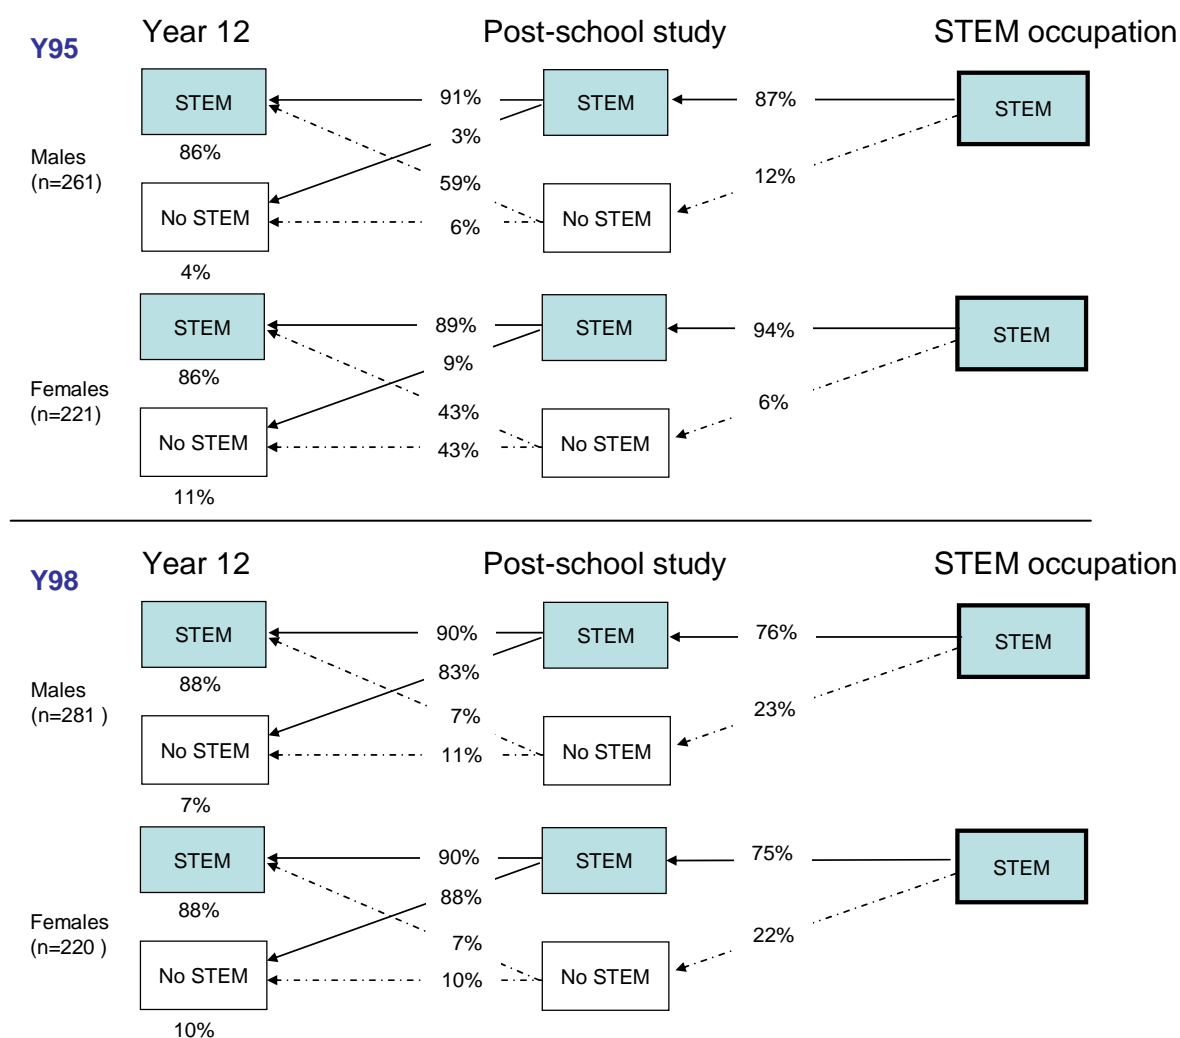 Y95
Year 12 Post-school study STEM occupation
STEM 91% STEM 87% STEM
3%
86%
Males
(n=261)
59% 12%
No STEM 6% No STEM
4%
STEM 89% STEM 94% STEM
9%
86%
Females
(n=221)
43% 6%
No STEM 43% No STEM
11%
Y98
Year 12 Post-school study STEM occupation
STEM 90% STEM 76% STEM
83%
88%
Males
(n=281 )
7% 23%
No STEM 11% No STEM
7%
STEM 90% STEM 75% STEM
88%
88%
Females
(n=220 )
7% 22%
No STEM 10% No STEM
10%